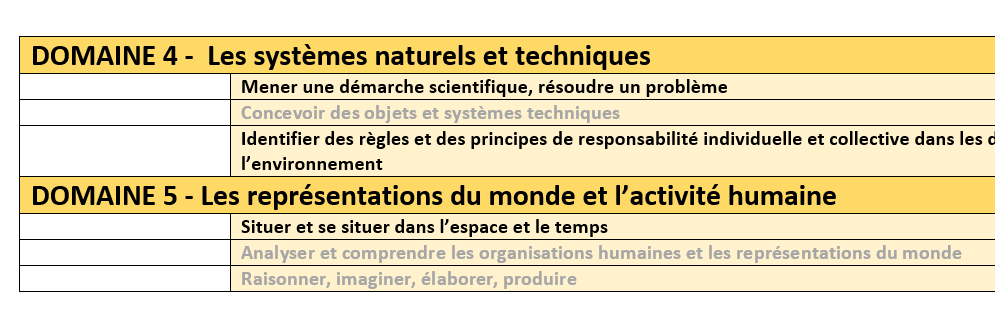 DOMAINE 4 -  Les systèmes naturels et techniques
Mener une démarche scientifique, résoudre un problème
Concevoir des objets et systèmes techniques
Identifier des règles et des principes de responsabilité individuelle et collective dans les
l’environnement
DOMAINE 5 - Les représentations du monde et l’activité humaine
Situer et se situer dans l’espace et le temps
Analyser et comprendre les organisations humaines et les représentations du monde
Raisonner, imaginer, élaborer, produire